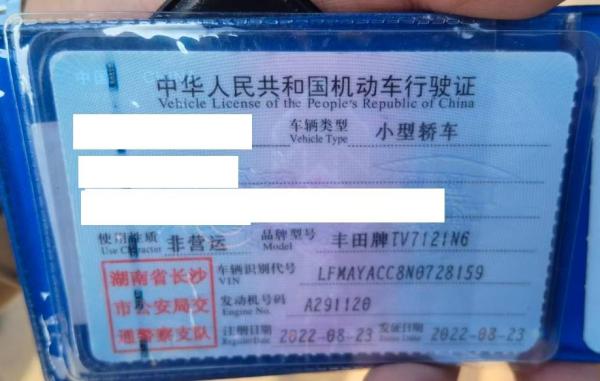 中华人民共和国机动车行驶证
Vehicle License of the People's Republic of China
车辆类型 小型轿车
Vehicle Type
使用性质 非营运 品牌型号 丰田牌TV7121N6
Use Character Model
湖南省长沙 车辆识别代号 LFMAYACC8N0728159
VIN
市公安局交 发动机号码 A291120
Engine No.
通警察支队 注册日期 2022-08-23 发证日期 2022-08-23
Register Date Issue Date